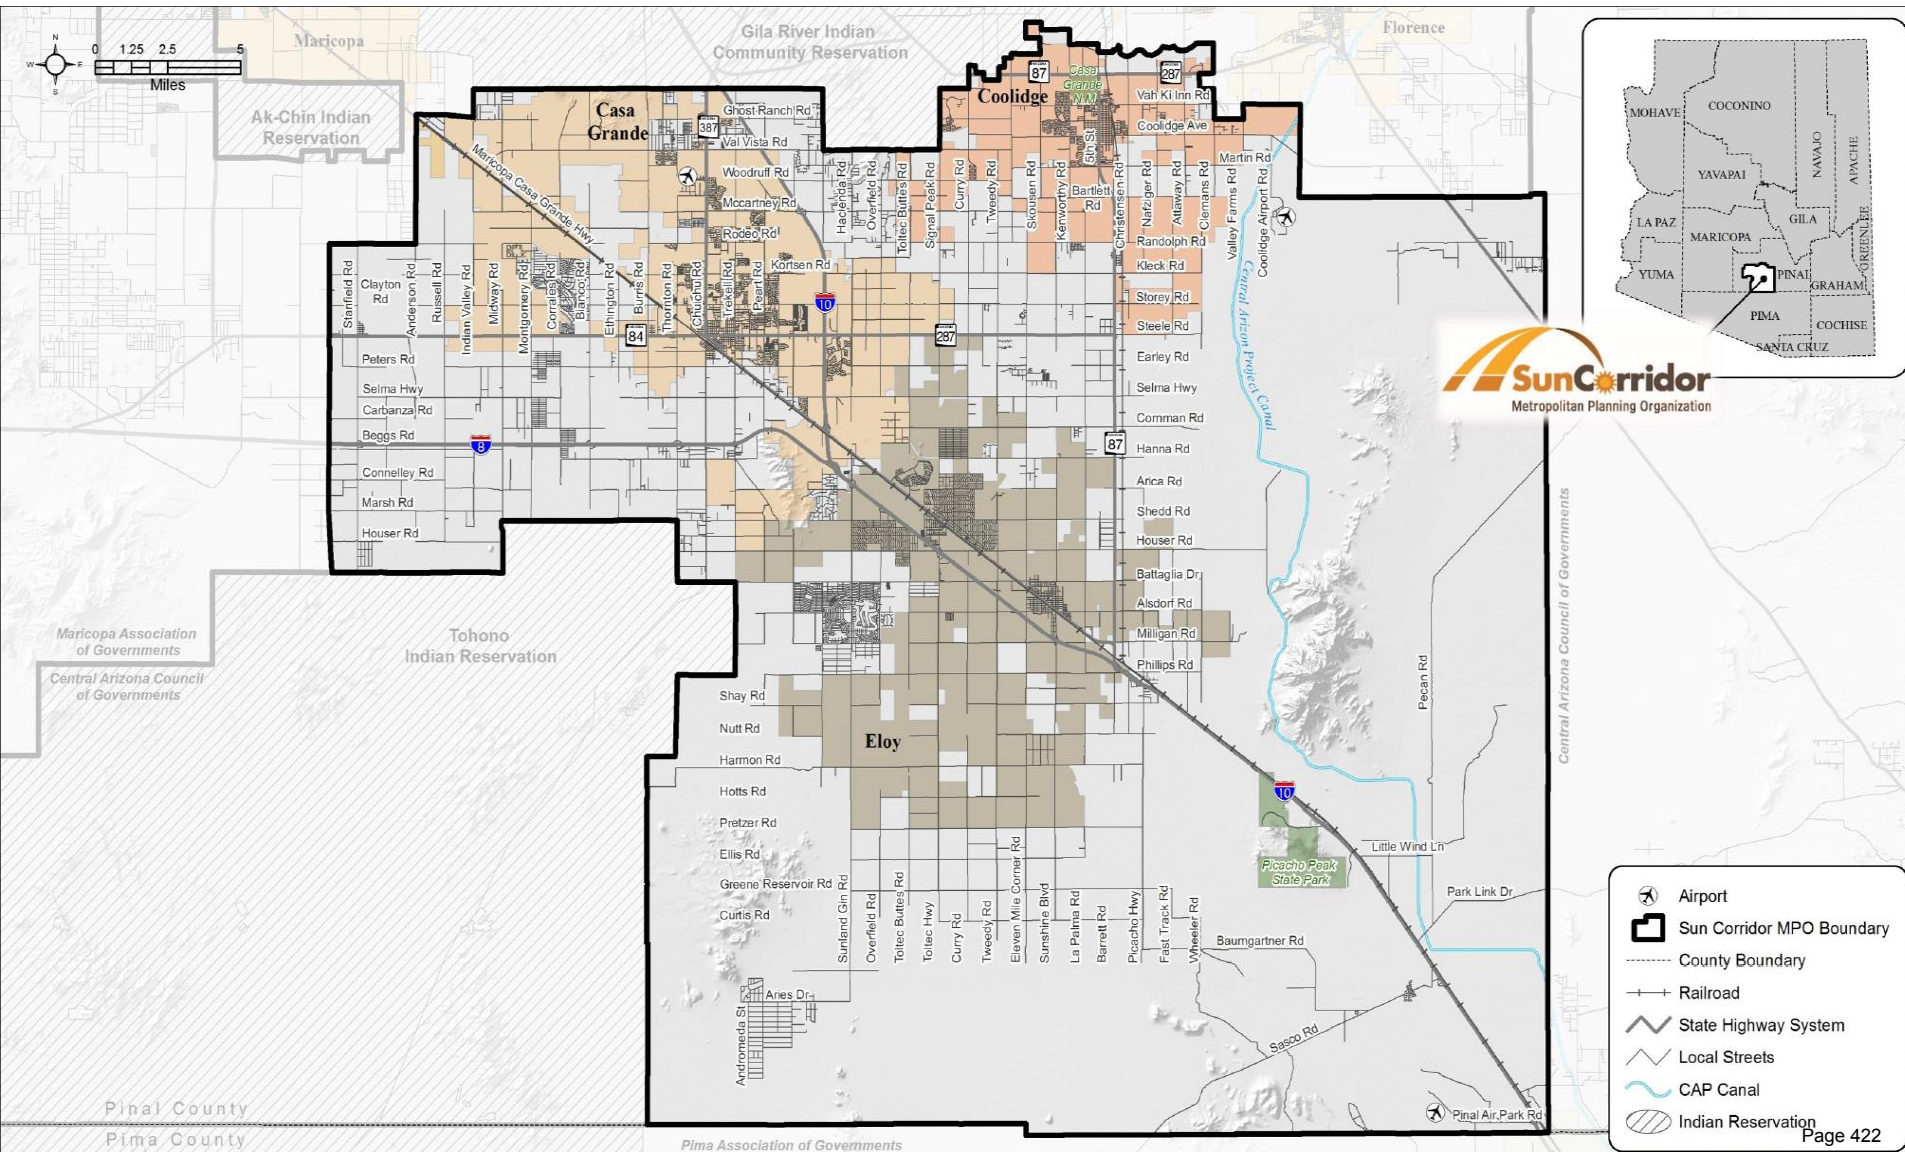 Maricopa
Gila River Indian
Community Reservation
Florence
N
W
E
S
0 1.25 2.5 5
Miles
Ak-Chin Indian
Reservation
Casa
Grande
Coolidge
87
Casa
Grande
N.M.
287
Vah Ki Inn Rd
Ghost Ranch Rd
387
Val Vista Rd
Coolidge Ave
5th St
Maricopa Casa Grande Hwy
Woodruff Rd
Mccartney Rd
Rodeo Rd
Kortsen Rd
Hacienda Rd
Overfield Rd
Toltec Buttes Rd
Signal Peak Rd
Curry Rd
Tweedy Rd
Skousen Rd
Kenworthy Rd
Bartlett
Rd
Christensen Rd
Nafziger Rd
Attaway Rd
Clemans Rd
Martin Rd
Valley Farms Rd
Coolidge Airport Rd
Randolph Rd
Kleck Rd
Storey Rd
Steele Rd
Stanfield Rd
Clayton
Rd
Anderson Rd
Russell Rd
Indian Valley Rd
Midway Rd
Montgomery Rd
Corrales Rd
Bianco Rd
Ethington Rd
Burris Rd
Thornton Rd
Chuichu Rd
Trekell Rd
Peart Rd
10
84
287
Central Arizon Project Canal
Peters Rd
Selma Hwy
Carbanza Rd
Beggs Rd
8
Connelley Rd
Marsh Rd
Houser Rd
Earley Rd
Selma Hwy
Cornman Rd
87
Hanna Rd
Arica Rd
Shedd Rd
Houser Rd
Battaglia Dr
Alsdorf Rd
Milligan Rd
Phillips Rd
Maricopa Association
of Governments
Central Arizona Council
of Governments
Tohono
Indian Reservation
Shay Rd
Nutt Rd
Eloy
Harmon Rd
Hotts Rd
Pretzer Rd
Ellis Rd
Greene Reservoir Rd
Curtis Rd
Sunland Gin Rd
Overfield Rd
Toltec Buttes Rd
Toltec Hwy
Curry Rd
Tweedy Rd
Eleven Mile Corner Rd
Sunshine Blvd
La Palma Rd
Barrett Rd
Picacho Hwy
Fast Track Rd
Wheeler Rd
Pecan Rd
10
Picacho Peak
State Park
Little Wind Ln
Park Link Dr
Baumgartner Rd
Aries Dr
Andromeda St
Sasco Rd
Pinal Air Park Rd
Central Arizona Council of Governments
Pinal County
Pima County
Pima Association of Governments
MOHAVE
COCONINO
NAVAJO
APACHE
YAVAPAI
LA PAZ
GILA
MARICOPA
GREENLEE
YUMA
PINAL
GRAHAM
PIMA
COCHISE
SANTA CRUZ
SunCorridor
Metropolitan Planning Organization
Airport
Sun Corridor MPO Boundary
County Boundary
Railroad
State Highway System
Local Streets
CAP Canal
Indian Reservation
Page 422